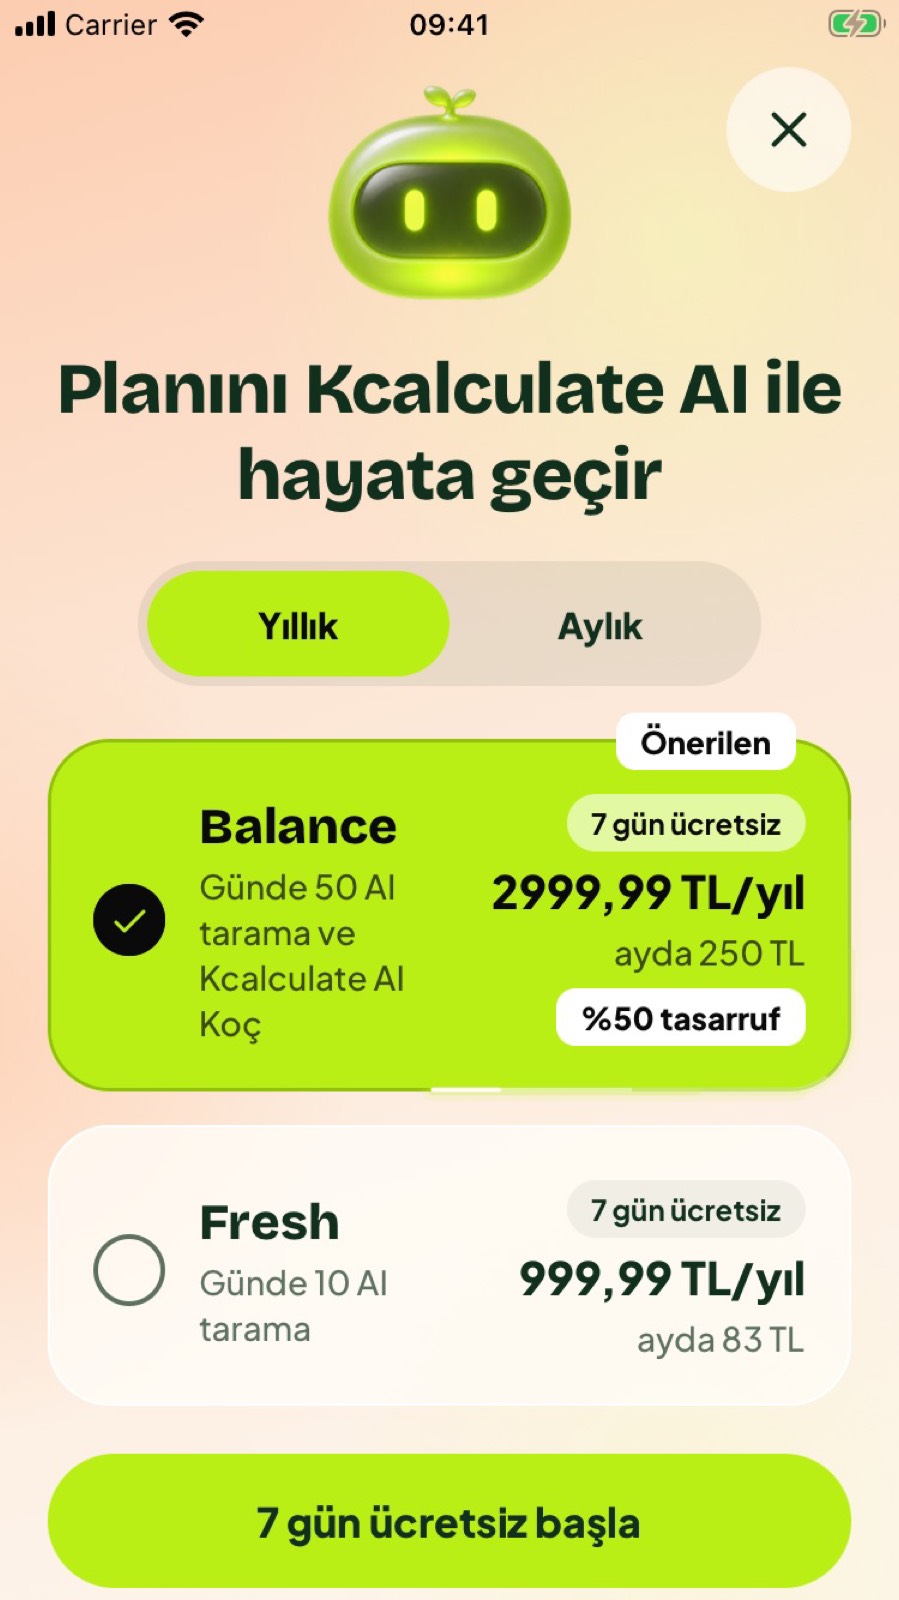 Carrier
09:41
Planını Kcalculate AI ile
hayata geçir
Yıllık
Aylık
Önerilen
Balance
7 gün ücretsiz
Günde 50 AI
tarama ve
Kcalculate AI
Koç
2999,99 TL/yıl
ayda 250 TL
%50 tasarruf
Fresh
7 gün ücretsiz
Günde 10 AI
tarama
999,99 TL/yıl
ayda 83 TL
7 gün ücretsiz başla